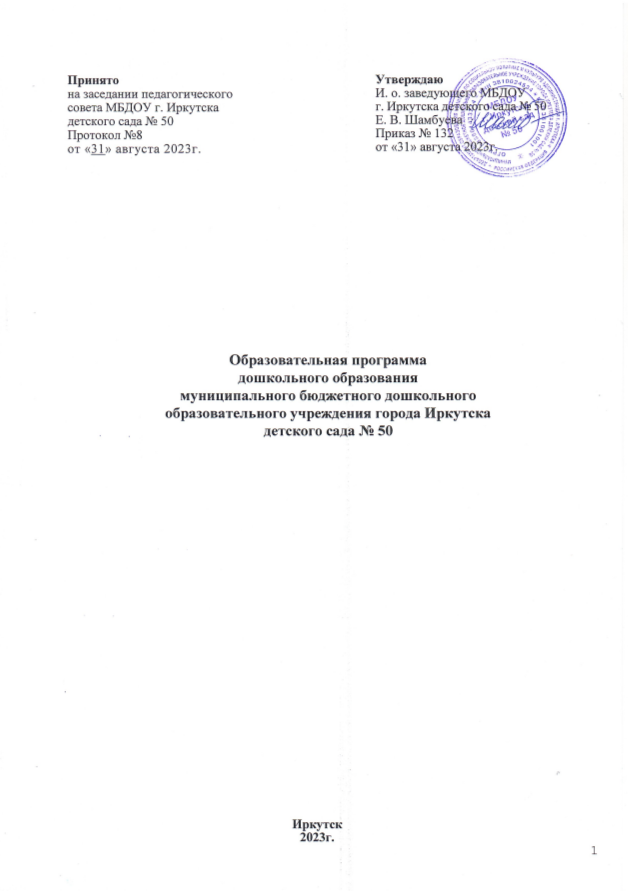 Принято
на заседании педагогического
совета МБДОУ г. Иркутска
детского сада № 50
Протокол №8
от «31» августа 2023г.
Утверждаю
И. о. заведующего МБДОУ
г. Иркутска детского сада № 50
Е. В. Шамбуева
Приказ № 132
от «31» августа 2023г.
Образовательная программа
дошкольного образования
муниципального бюджетного дошкольного
образовательного учреждения города Иркутска
детского сада № 50
Иркутск
2023г.
1